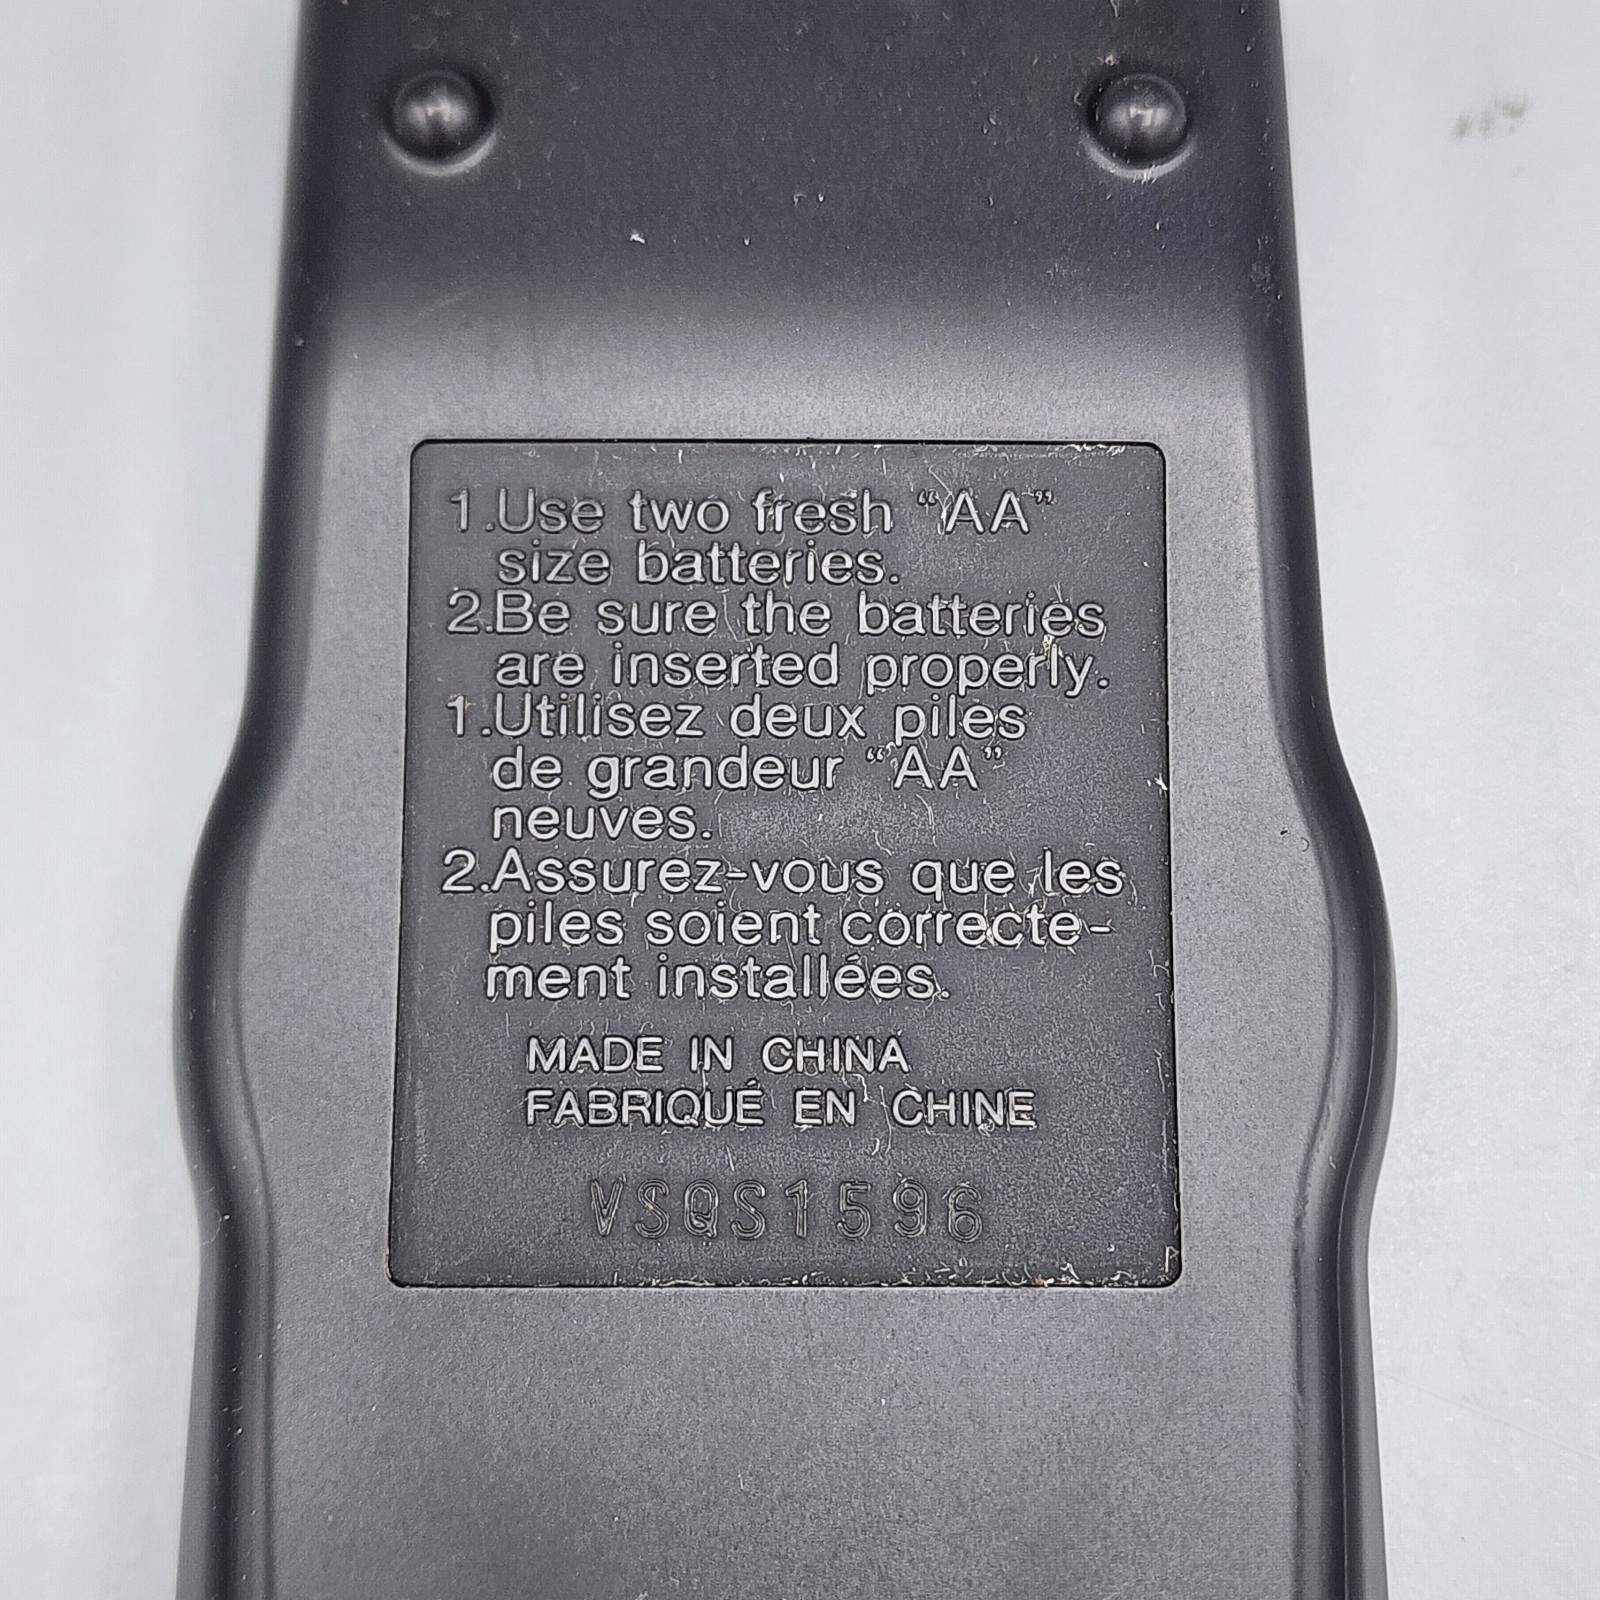 1.Use two fresh “AA”
size batteries.
2.Be sure the batteries
are inserted properly.
1.Utilisez deux piles
de grandeur “AA”
neuves.
2.Assurez-vous que les
piles soient correcte-
ment installées.
MADE IN CHINA
FABRIQUÉ EN CHINE
VSQS1596